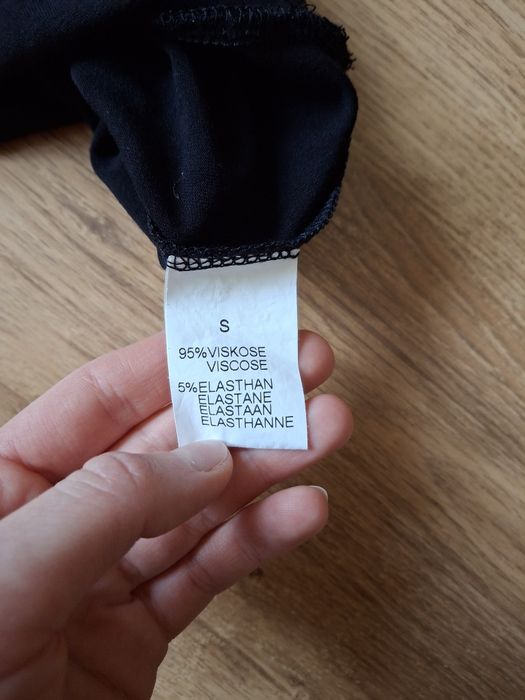 S
95%VISKOSE
VISCOSE
5%ELASTHAN
ELASTANE
ELASTAAN
ELASTHANNE